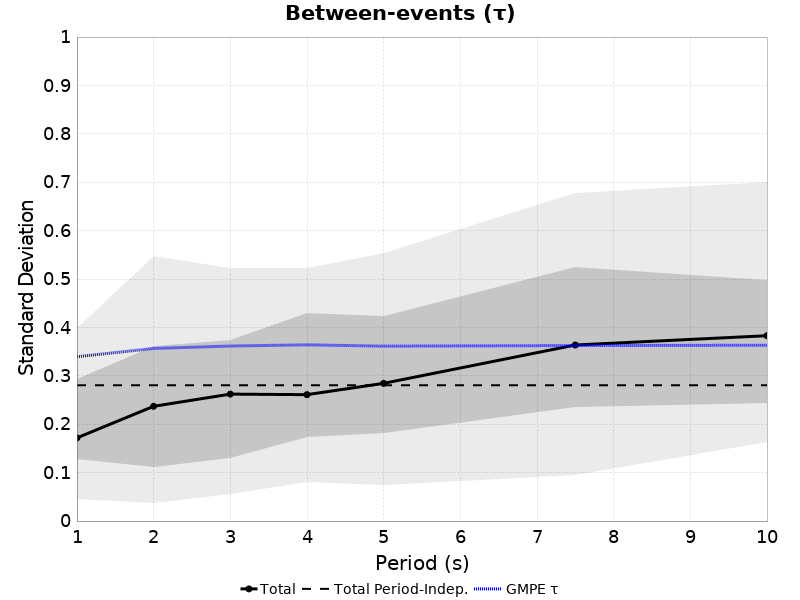 Between-events (τ)
1
0.9
0.8
0.7
0.6
0.5
0.4
0.3
0.2
0.1
0
Standard Deviation
1 2 3 4 5 6 7 8 9 10
Period (s)
Total Total Period-Indep. GMPE τ